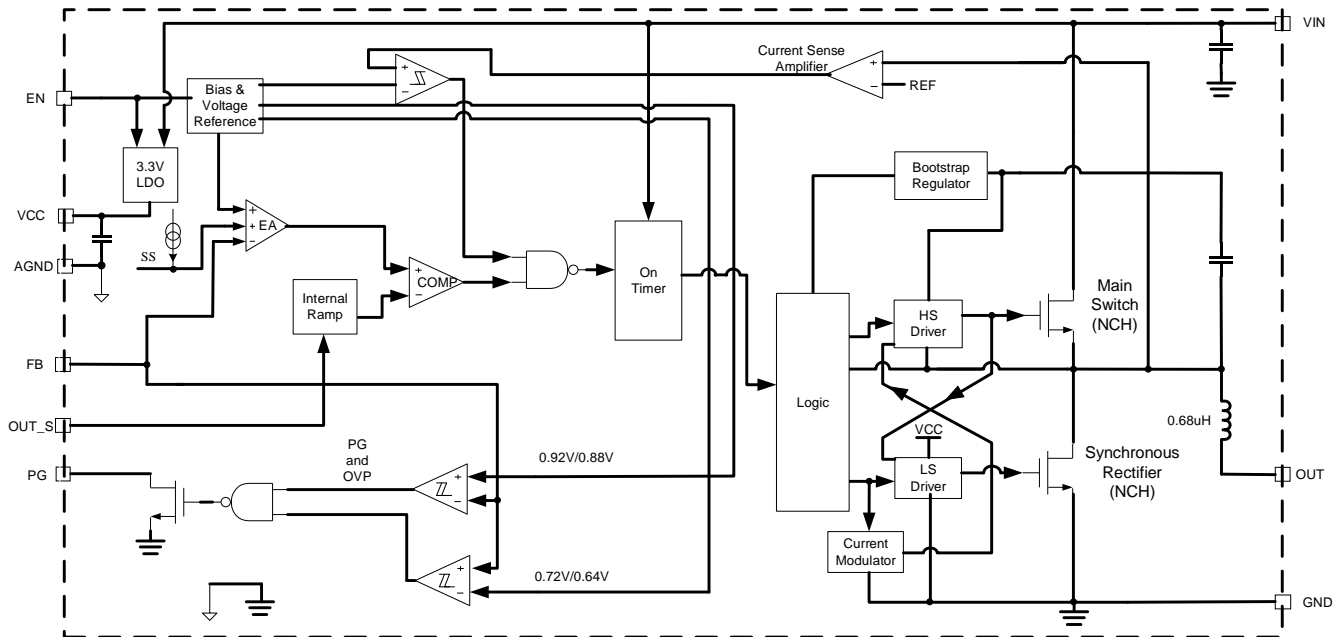 VIN
Current Sense
Amplifier
+
−
REF
+
−
EN
Bias &
Voltage
Reference
3.3V
LDO
Bootstrap
Regulator
VCC
+
+ EA
−
SS
AGND
On
Timer
+
COMP
−
Internal
Ramp
Main
Switch
(NCH)
HS
Driver
FB
Logic
OUT_S
0.68uH
VCC
PG
and
OVP
0.92V/0.88V
Synchronous
Rectifier
(NCH)
PG
+
−
LS
Driver
OUT
Current
Modulator
+
−
0.72V/0.64V
GND